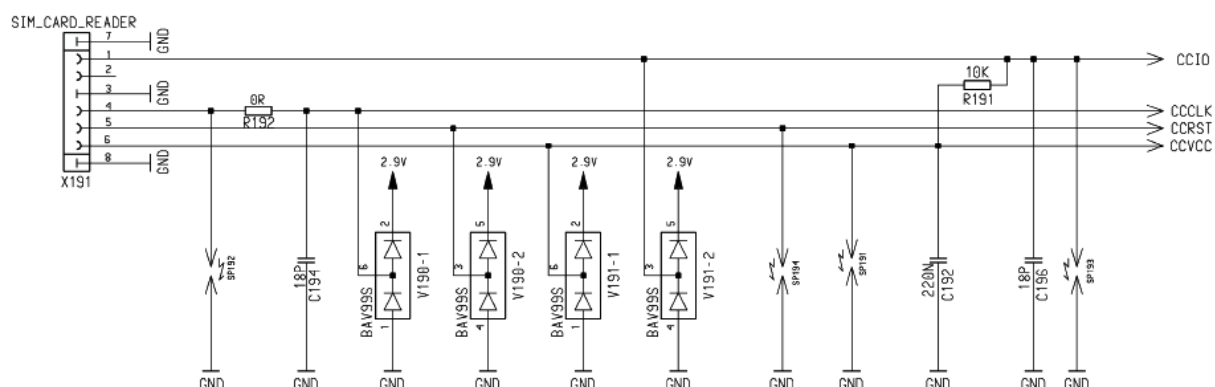 SIM_CARD_READER
7 GND
1 CCIO
2
10K
R191
3 GND
0R
4 CCCLK
R192
5 CCRST
6 CCVCC
8 GND
X191
2.9V 2.9V 2.9V 2.9V
2 5 2 5
6 3 6 3
BAV99S V190-1 BAV99S V190-2 BAV99S V191-1 BAV99S V191-2
1 4 1 4
SP192
18P C194
SP194
SP191
220N C192
18P C196
SP193
GND GND GND GND GND GND GND GND GND GND GND